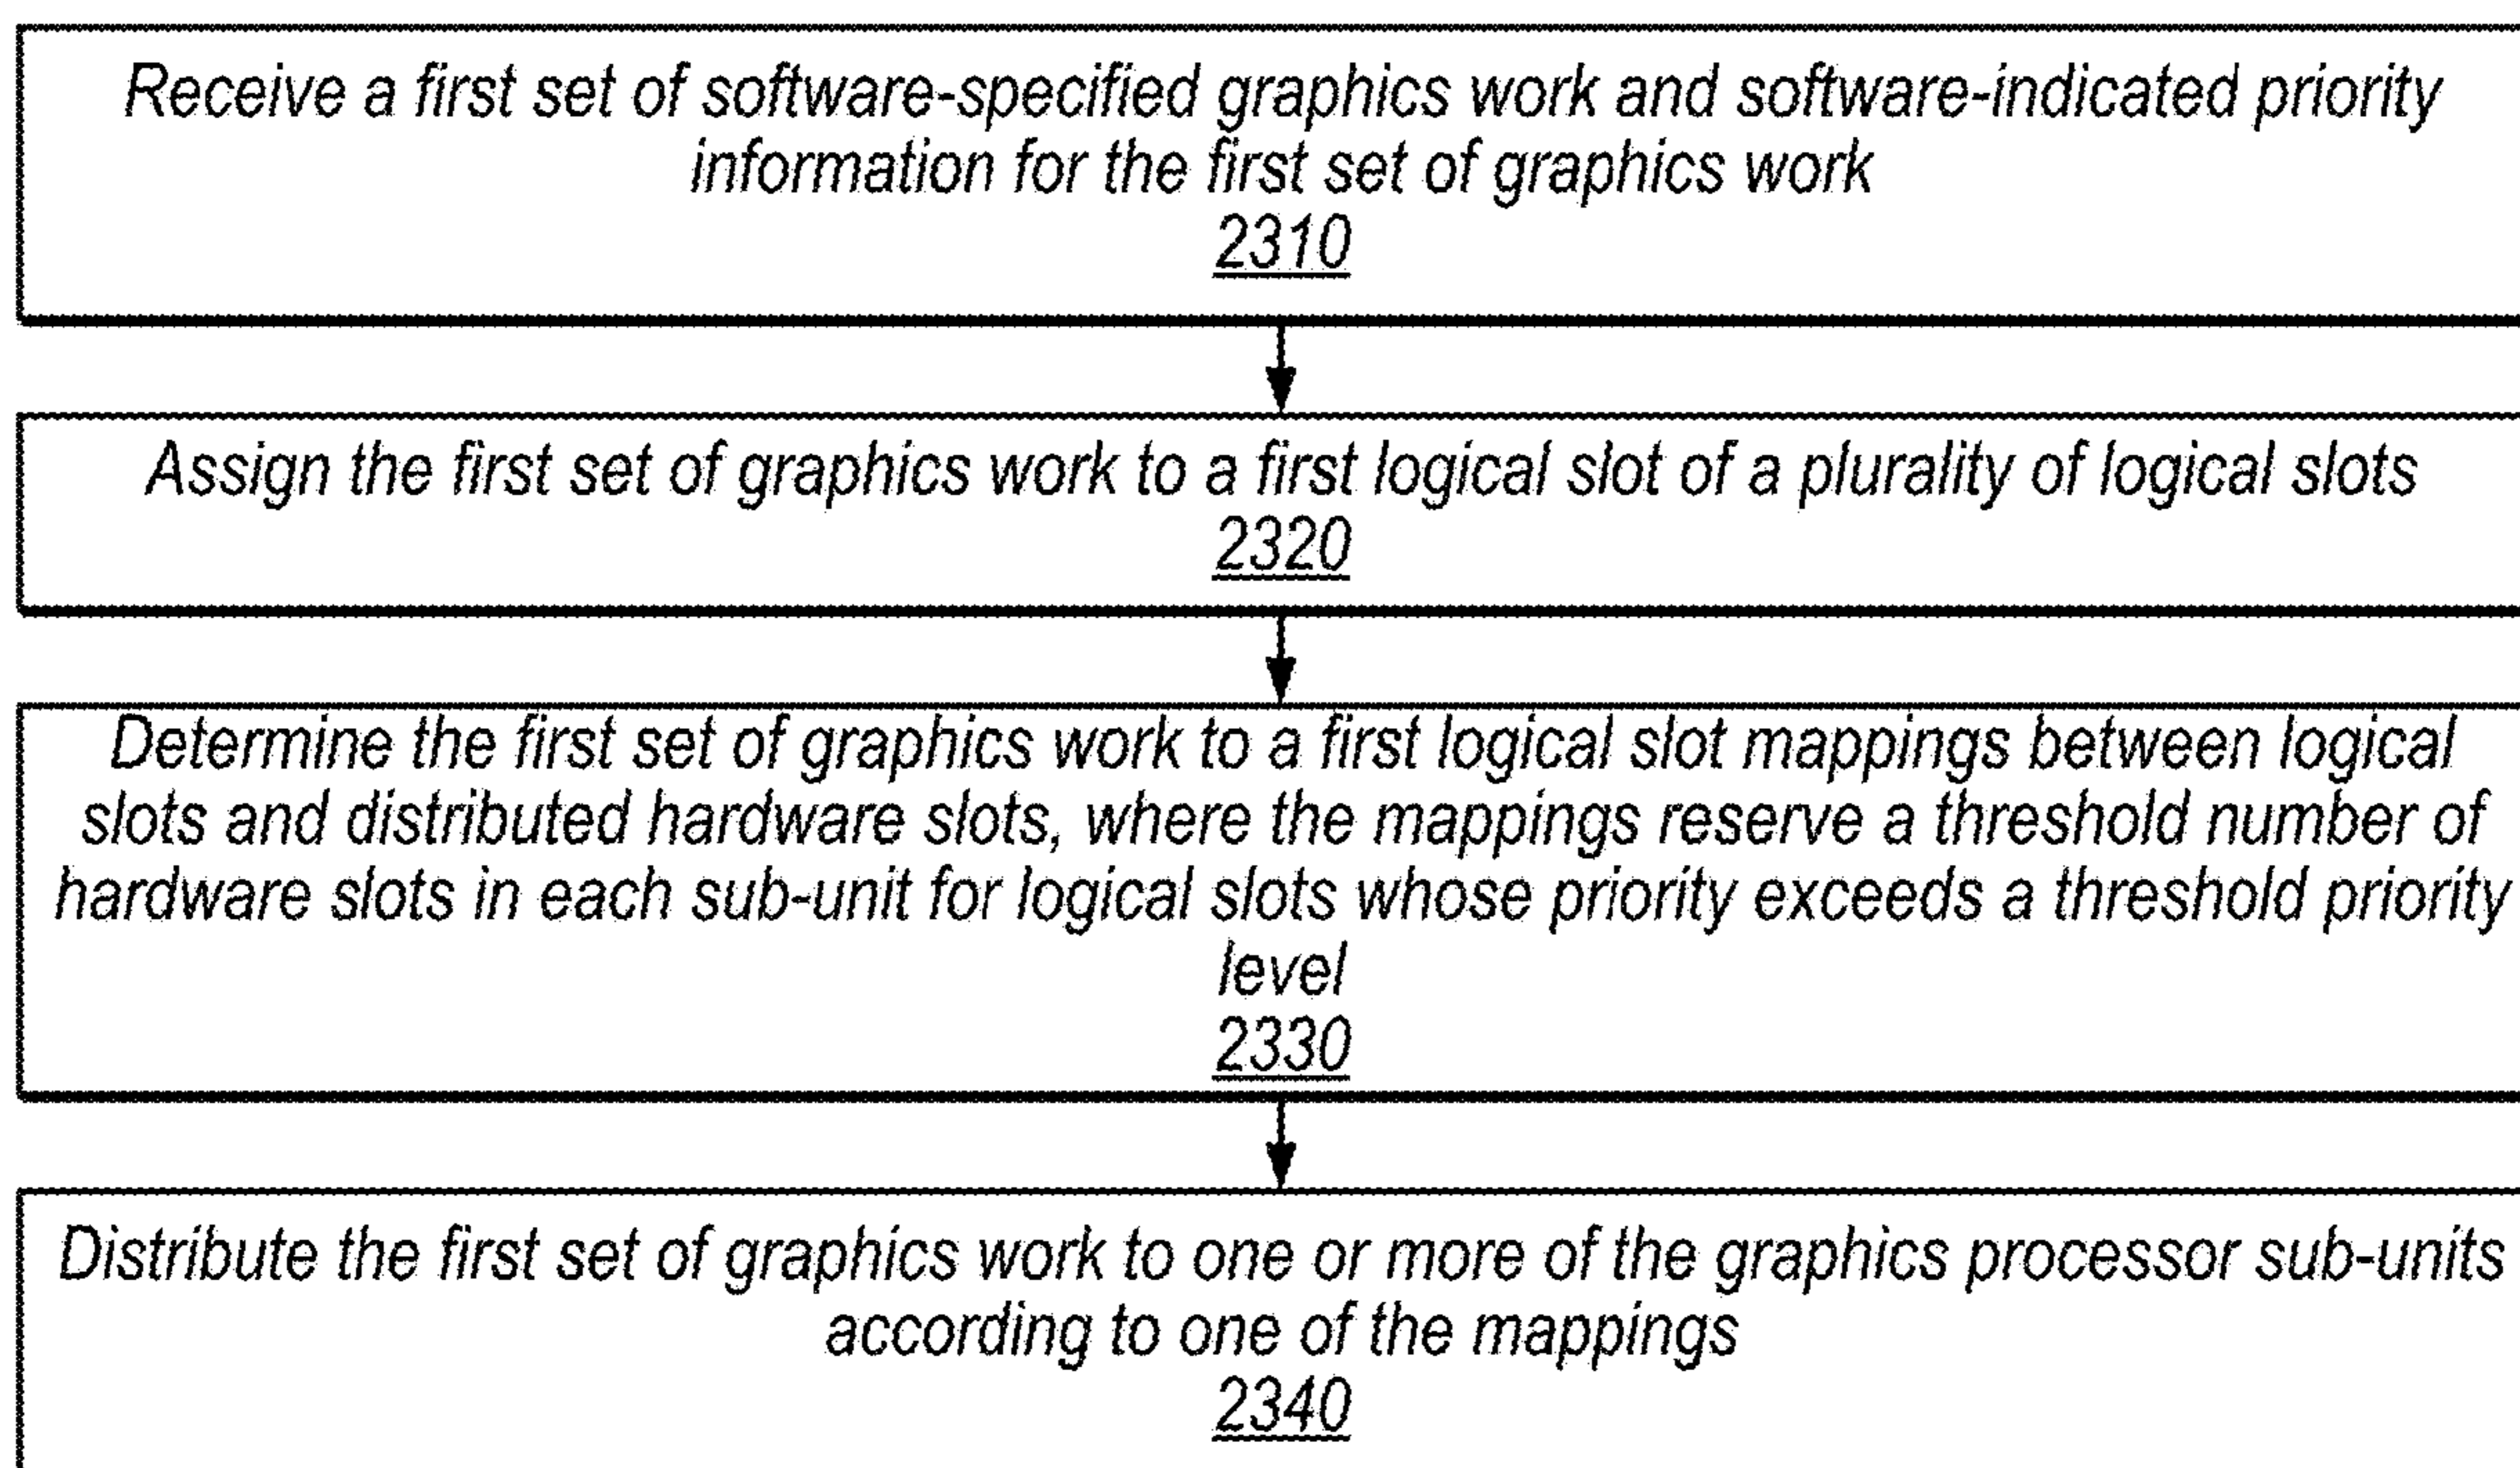 Receive a first set of software-specified graphics work and software-indicated priority
information for the first set of graphics work
2310
Assign the first set of graphics work to a first logical slot of a plurality of logical slots
2320
Determine the first set of graphics work to a first logical slot mappings between logical
slots and distributed hardware slots, where the mappings reserve a threshold number of
hardware slots in each sub-unit for logical slots whose priority exceeds a threshold priority
level
2330
Distribute the first set of graphics work to one or more of the graphics processor sub-units
according to one of the mappings
2340